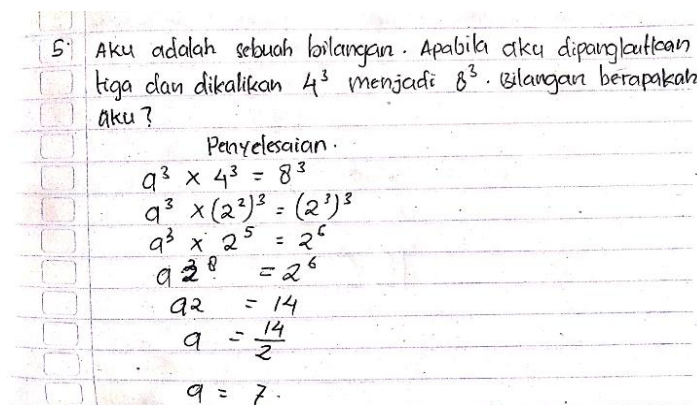 5. Aku adalah sebuah bilangan. Apabila aku dipangkatkan
tiga dan dikalikan 4³ menjadi 8³. Bilangan berapakah
aku?
Penyelesaian.
a³ × 4³ = 8³
a³ × (2²)³ = (2³)³
a³ × 2⁵ = 2⁶
a 2⁸ = 2⁶
a2 = 14
a = 14/2
a = 7.